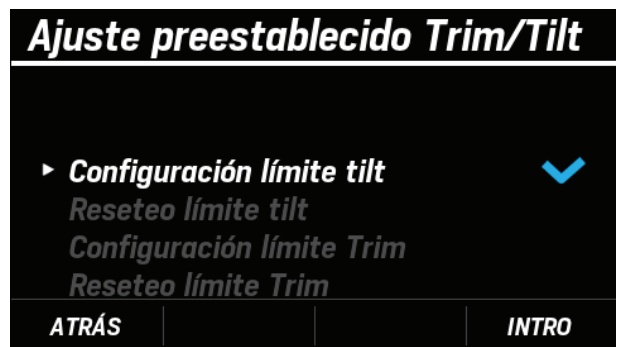 Ajuste preestablecido Trim/Tilt
Configuración límite tilt
Reseteo límite tilt
Configuración límite Trim
Reseteo límite Trim
ATRÁS INTRO